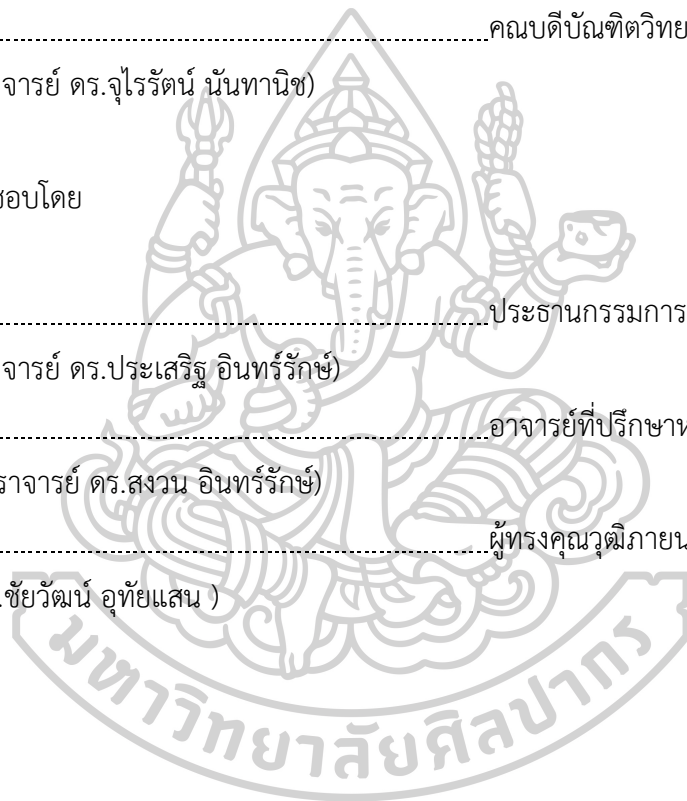 คณบดีบัณฑิตวิทย
จารย์ ดร.จุไรรัตน์ นันทานิช)
สอบโดย
ประธานกรรมการ
จารย์ ดร.ประเสริฐ อินทร์รักษ์)
อาจารย์ที่ปรึกษาห
ราจารย์ ดร.สงวน อินทร์รักษ์)
ผู้ทรงคุณวุฒิภายน
.ชัยวัฒน์ อุทัยแสน )
มหาวิทยาลัยศิลปากร